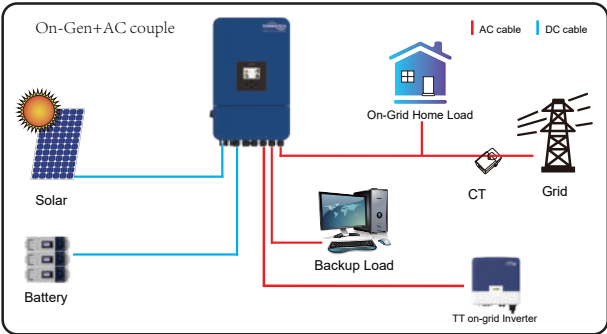 On-Gen+AC couple
AC cable
DC cable
On-Grid Home Load
Solar
CT
Grid
Backup Load
Battery
TT on-grid Inverter